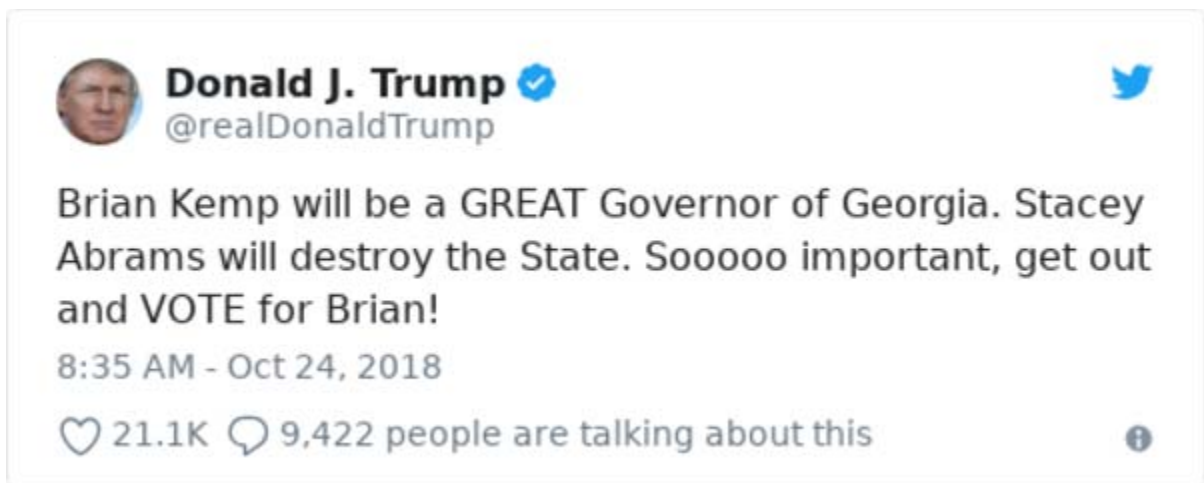 Donald J. Trump
@realDonaldTrump
Brian Kemp will be a GREAT Governor of Georgia. Stacey
Abrams will destroy the State. Sooooo important, get out
and VOTE for Brian!
8:35 AM - Oct 24, 2018
21.1K 9,422 people are talking about this